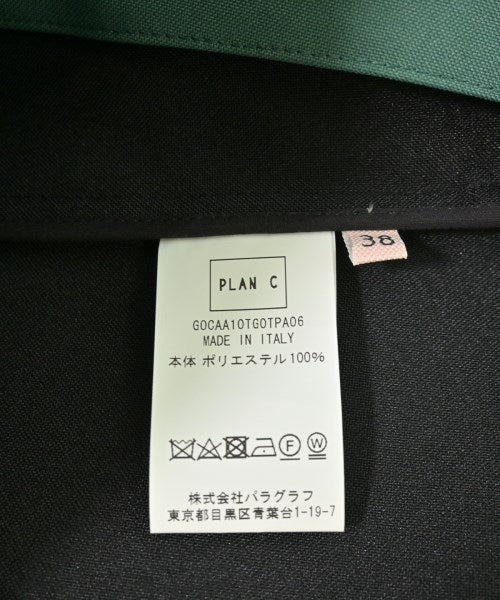 38
PLAN C
GOCAA10TG0TPA06
MADE IN ITALY
本体 ポリエステル100%
F
W
株式会社パラグラフ
東京都目黒区青葉台1-19-7